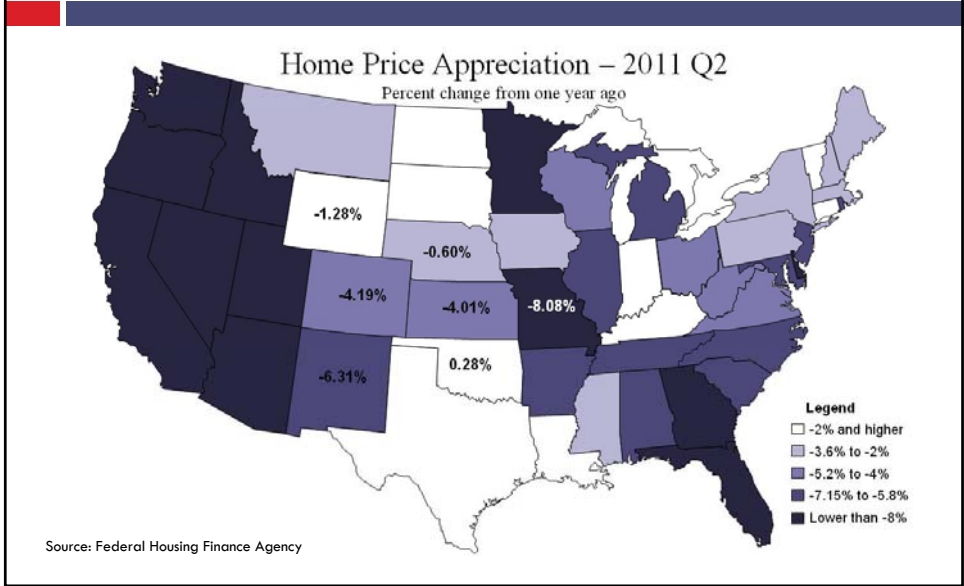 Home Price Appreciation – 2011 Q2
Percent change from one year ago
-1.28%
-0.60%
-4.19%
-4.01%
-8.08%
-6.31%
0.28%
Legend
-2% and higher
-3.6% to -2%
-5.2% to -4%
-7.15% to -5.8%
Lower than -8%
Source: Federal Housing Finance Agency